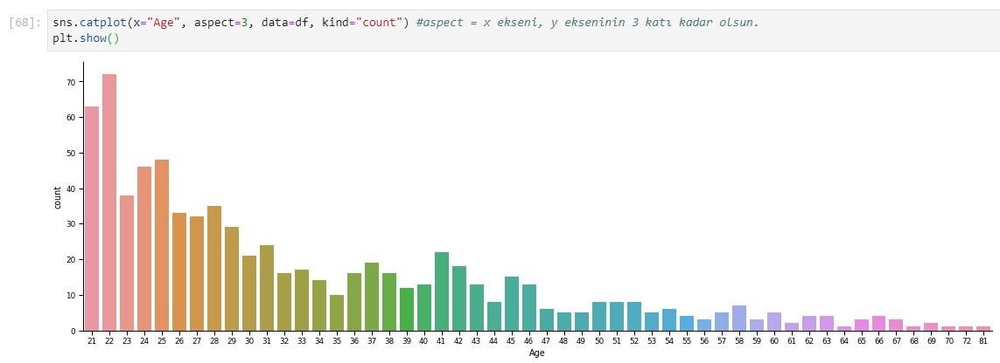 [68]: sns.catplot(x="Age", aspect=3, data=df, kind="count") #aspect = x ekseni, y ekseninin 3 katı kadar olsun.
plt.show()
70
60
50
40
30
20
10
0
count
21 22 23 24 25 26 27 28 29 30 31 32 33 34 35 36 37 38 39 40 41 42 43 44 45 46 47 48 49 50 51 52 53 54 55 56 57 58 59 60 61 62 63 64 65 66 67 68 69 70 72 81
Age